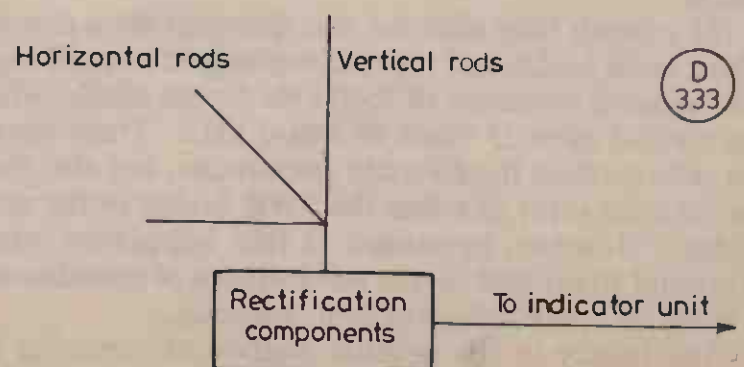 Horizontal rods
Vertical rods
D
333
Rectification
components
To indicator unit